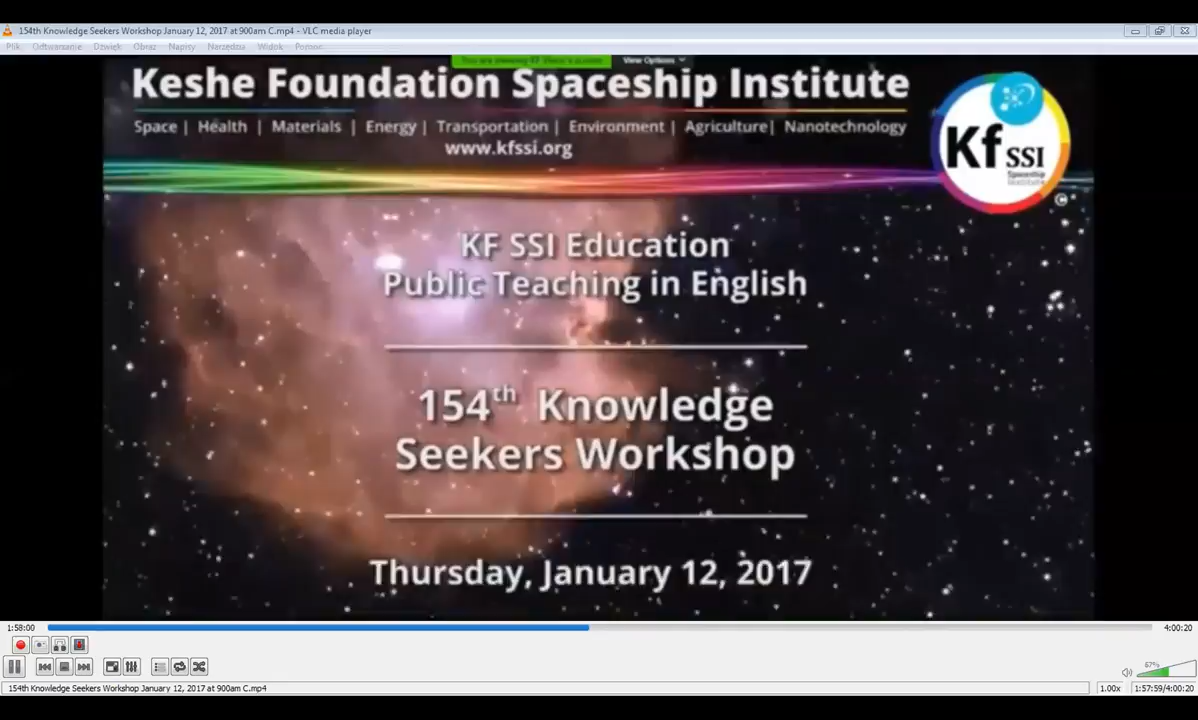 154th Knowledge Seekers Workshop January 12, 2017 at 900am C.mp4 - VLC media player
Plik Odtwarzanie Dźwięk Obraz Napisy Narzędzia Widok Pomoc
View Options
Keshe Foundation Spaceship Institute
Space | Health | Materials | Energy | Transportation | Environment | Agriculture | Nanotechnology
www.kfssi.org
Kf SSI
Spaceship
Institute
©
KF SSI Education
Public Teaching in English
154th Knowledge
Seekers Workshop
Thursday, January 12, 2017
1:58:00 4:00:20
67%
154th Knowledge Seekers Workshop January 12, 2017 at 900am C.mp4 1.00x 1:57:59/4:00:20